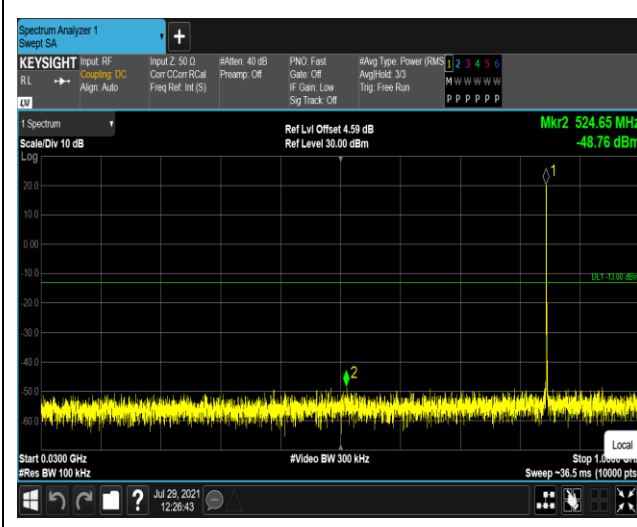 Spectrum Analyzer 1
Swept SA
+
KEYSIGHT Input: RF Input Z: 50 Ω #Atten: 40 dB PNO: Fast #Avg Type: Power (RMS 1 2 3 4 5 6
RL Coupling: DC Corr CCorr RCal Preamp: Off Gate: Off Avg|Hold: 3/3 M W W W W W
Align: Auto Freq Ref: Int (S) IF Gain: Low Trig: Free Run
LXI Sig Track: Off P P P P P P
1 Spectrum
Ref Lvl Offset 4.59 dB Mkr2 524.65 MHz
Scale/Div 10 dB Ref Level 30.00 dBm -48.76 dBm
Log
1
20.0
10.0
0.00
-10.0
DL1 -13.00 dBm
-20.0
-30.0
-40.0
2
-50.0
-60.0
Local
Start 0.0300 GHz #Video BW 300 kHz Stop
#Res BW 100 kHz Sweep ~36.5 ms (10000 pts
? Jul 29, 2021
12:26:43